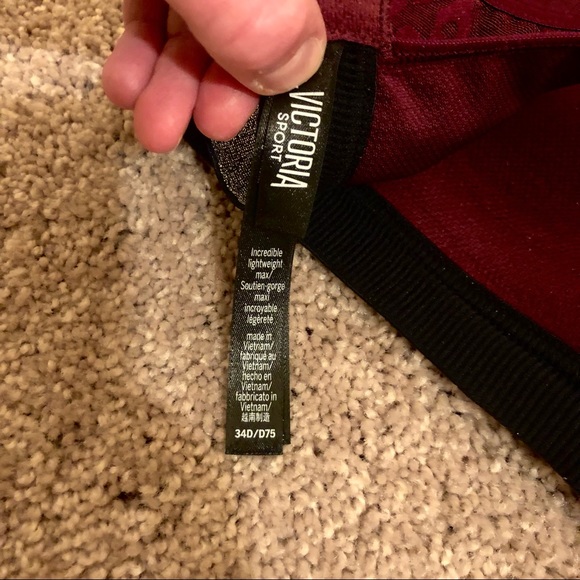 VICTORIA
SPORT
Incredible
lightweight
max/
Soutien-gorge
maxi
incroyable
légèreté
made in
Vietnam/
fabriqué au
Vietnam/
hecho en
Vietnam/
fabbricato in
Vietnam/
越南制造
34D/D75